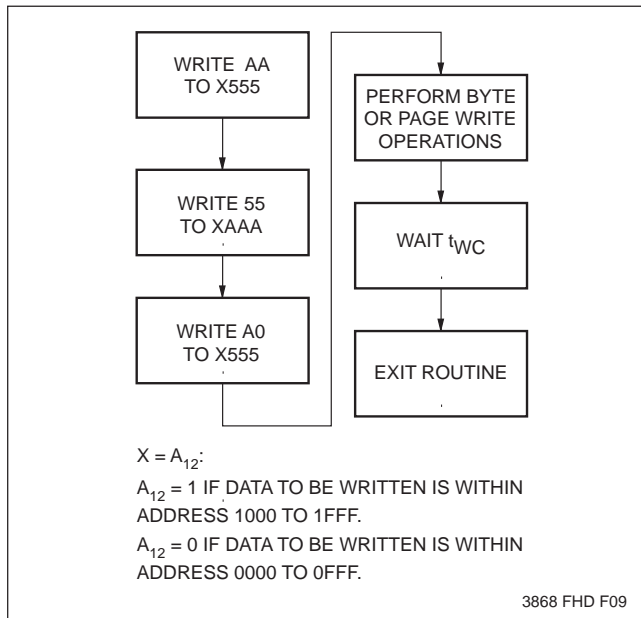 WRITE AA
TO X555
WRITE 55
TO XAAA
WRITE A0
TO X555
PERFORM BYTE
OR PAGE WRITE
OPERATIONS
WAIT tWC
EXIT ROUTINE
X = A12:
A12 = 1 IF DATA TO BE WRITTEN IS WITHIN
ADDRESS 1000 TO 1FFF.
A12 = 0 IF DATA TO BE WRITTEN IS WITHIN
ADDRESS 0000 TO 0FFF.
3868 FHD F09